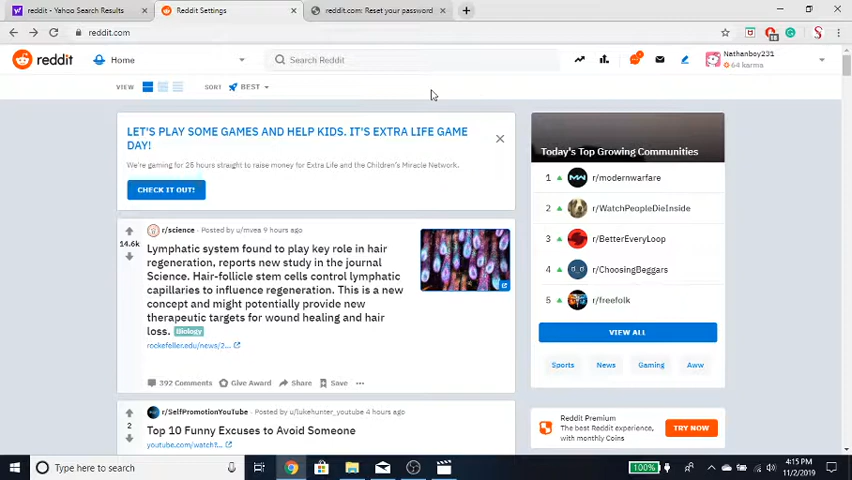 reddit - Yahoo Search Results
Reddit Settings
reddit.com: Reset your password
reddit.com
reddit
Home
Search Reddit
Nathanboy231
64 karma
VIEW
SORT
BEST
LET'S PLAY SOME GAMES AND HELP KIDS. IT'S EXTRA LIFE GAME
DAY!
We're gaming for 25 hours straight to raise money for Extra Life and the Children's Miracle Network.
CHECK IT OUT!
Today's Top Growing Communities
1 r/modernwarfare
2 r/WatchPeopleDieInside
3 r/BetterEveryLoop
4 r/ChoosingBeggars
5 r/freefolk
VIEW ALL
Sports News Gaming Aww
r/science · Posted by u/mvea 9 hours ago
14.6k
Lymphatic system found to play key role in hair
regeneration, reports new study in the journal
Science. Hair-follicle stem cells control lymphatic
capillaries to influence regeneration. This is a new
concept and might potentially provide new
therapeutic targets for wound healing and hair
loss. Biology
rockefeller.edu/news/2...
392 Comments Give Award Share Save
r/SelfPromotionYouTube · Posted by u/lukehunter_youtube 4 hours ago
2
Top 10 Funny Excuses to Avoid Someone
youtube.com/watch?...
Reddit Premium
The best Reddit experience,
with monthly Coins
TRY NOW
Type here to search
100%
4:15 PM
11/2/2019